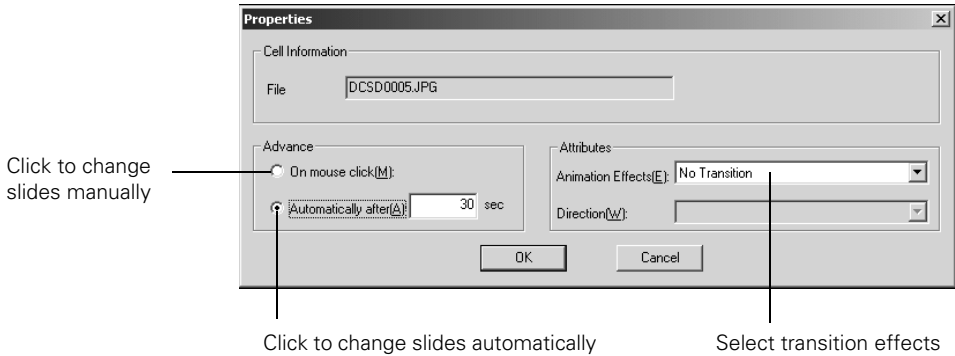 Properties
Cell Information
File DCSD0005.JPG
Advance
On mouse click(M):
Automatically after(A): 30 sec
Attributes
Animation Effects(E): No Transition
Direction(W):
OK Cancel
Click to change
slides manually
Click to change slides automatically
Select transition effects